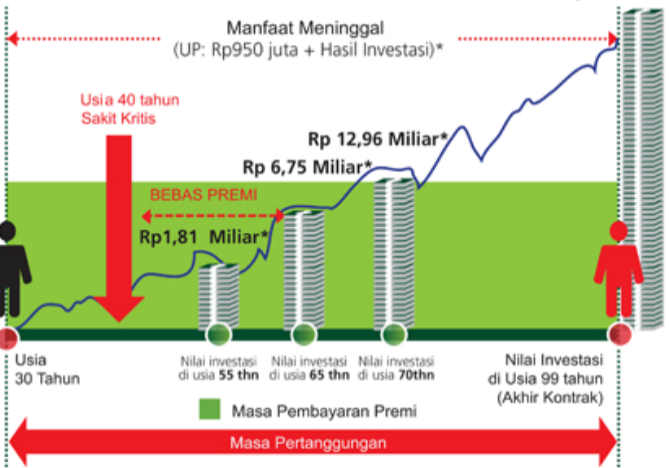 Manfaat Meninggal
(UP: Rp950 juta + Hasil Investasi)*
Usia 40 tahun
Sakit Kritis
Rp 12,96 Miliar*
Rp 6,75 Miliar*
BEBAS PREMI
Rp1,81 Miliar*
Usia
30 Tahun
Nilai investasi
di usia 55 thn
Nilai investasi
di usia 65 thn
Nilai investasi
di usia 70thn
Nilai Investasi
di Usia 99 tahun
(Akhir Kontrak)
Masa Pembayaran Premi
Masa Pertanggungan